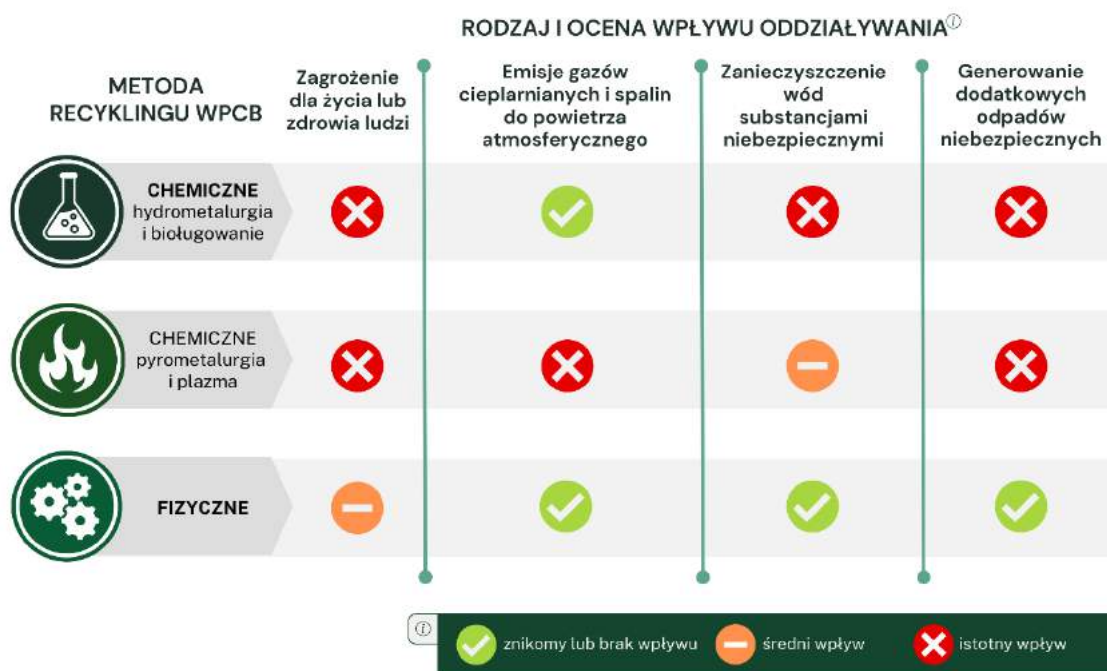 RODZAJ I OCENA WPŁYWU ODDZIAŁYWANIA ⓘ
METODA
RECYKLINGU WPCB
Zagrożenie
dla życia lub
zdrowia ludzi
Emisje gazów
cieplarnianych i spalin
do powietrza
atmosferycznego
Zanieczyszczenie
wód
substancjami
niebezpiecznymi
Generowanie
dodatkowych
odpadów
niebezpiecznych
CHEMICZNE
hydrometalurgia
i bioługowanie
CHEMICZNE
pyrometalurgia
i plazma
FIZYCZNE
ⓘ
znikomy lub brak wpływu
średni wpływ
istotny wpływ